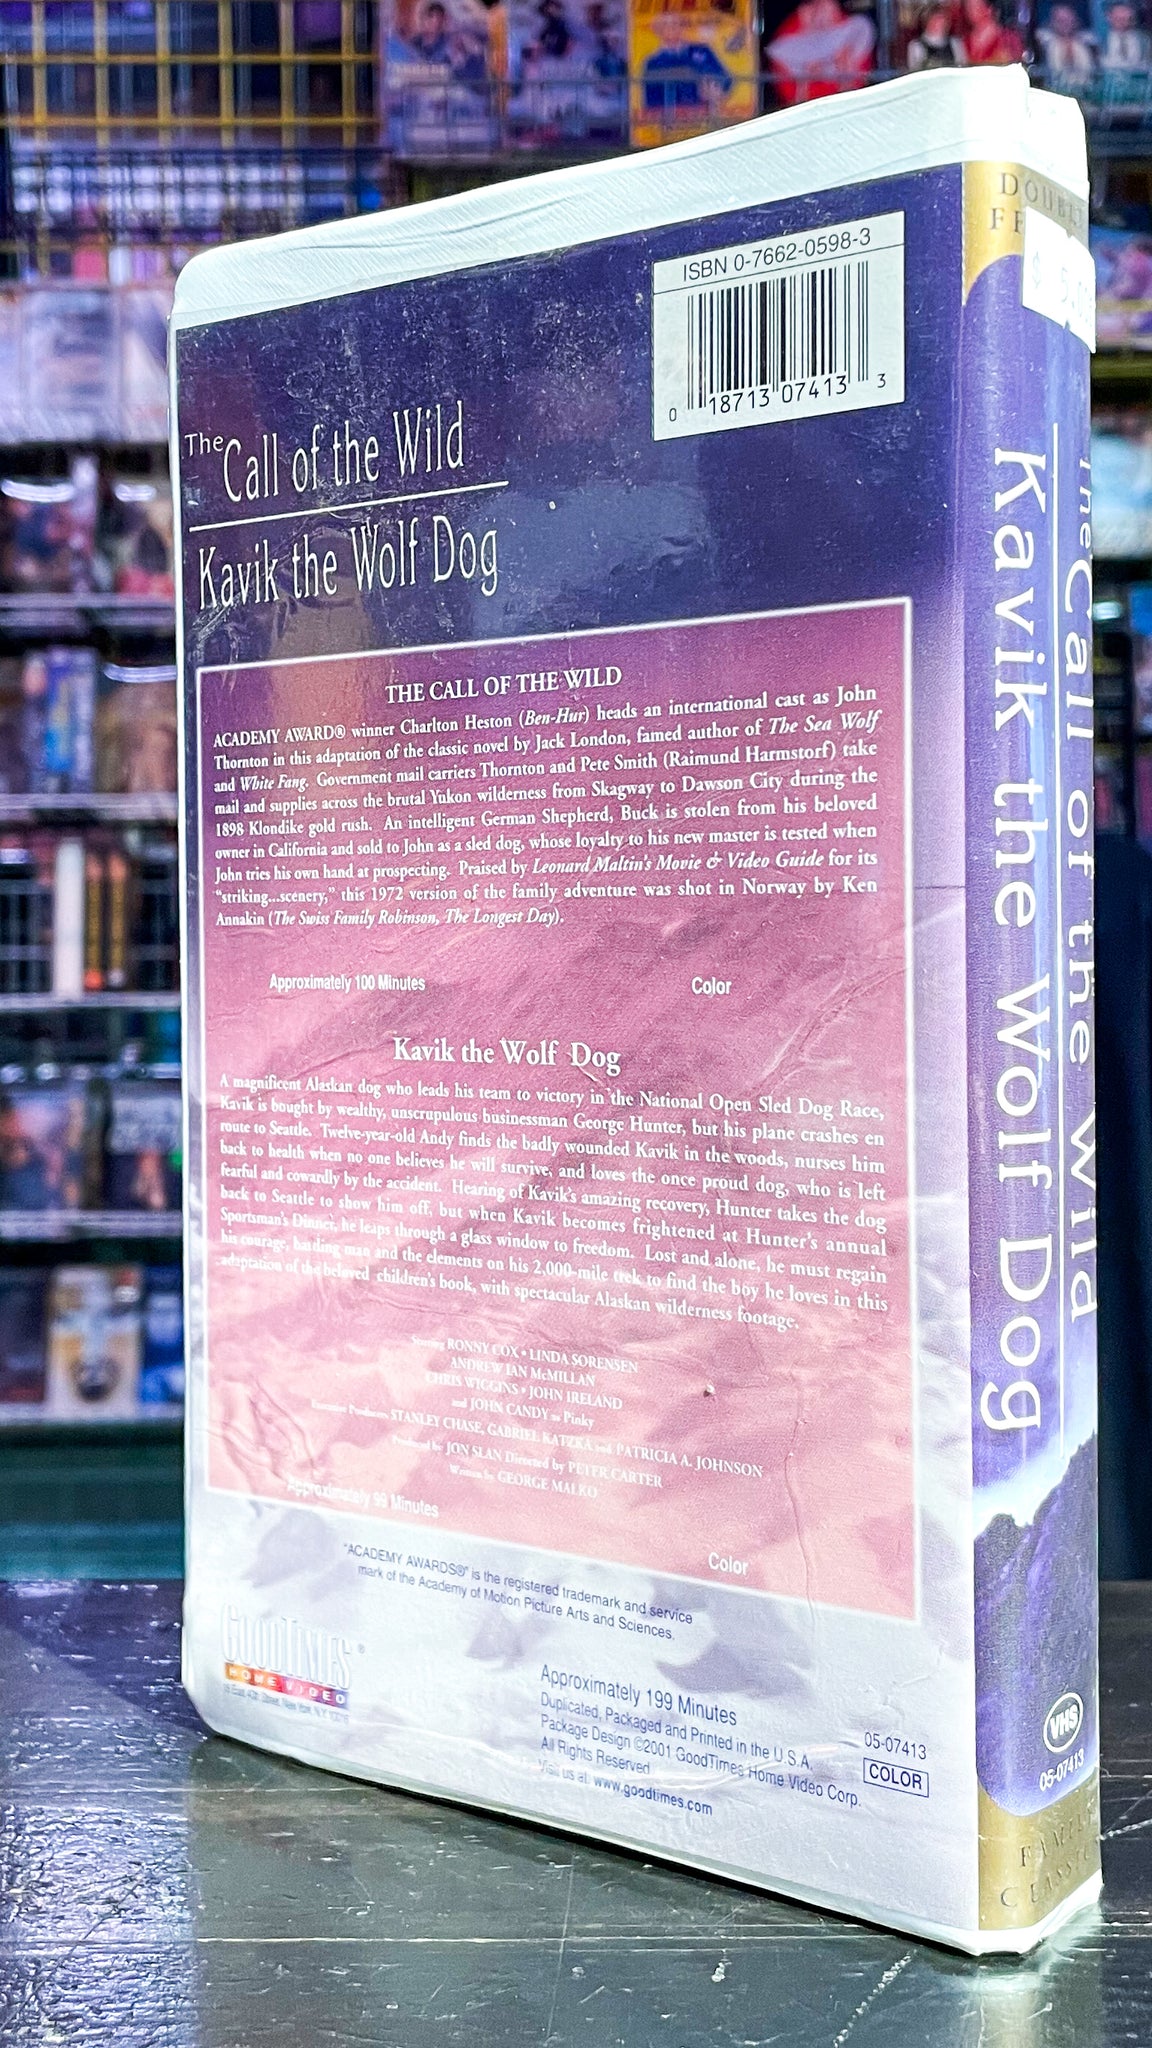 ISBN 0-7662-0598-3
0 18713 07413 3
The Call of the Wild
Kavik the Wolf Dog
THE CALL OF THE WILD
ACADEMY AWARD® winner Charlton Heston (Ben-Hur) heads an international cast as John
Thornton in this adaptation of the classic novel by Jack London, famed author of The Sea Wolf
and White Fang. Government mail carriers Thornton and Pete Smith (Raimund Harmstorf) take
mail and supplies across the brutal Yukon wilderness from Skagway to Dawson City during the
1898 Klondike gold rush. An intelligent German Shepherd, Buck is stolen from his beloved
owner in California and sold to John as a sled dog, whose loyalty to his new master is tested when
John tries his own hand at prospecting. Praised by Leonard Maltin's Movie & Video Guide for its
"striking...scenery," this 1972 version of the family adventure was shot in Norway by Ken
Annakin (The Swiss Family Robinson, The Longest Day).
Approximately 100 Minutes Color
Kavik the Wolf Dog
A magnificent Alaskan dog who leads his team to victory in the National Open Sled Dog Race,
Kavik is bought by wealthy, unscrupulous businessman George Hunter, but his plane crashes en
route to Seattle. Twelve-year-old Andy finds the badly wounded Kavik in the woods, nurses him
back to health when no one believes he will survive, and loves the once proud dog, who is left
fearful and cowardly by the accident. Hearing of Kavik's amazing recovery, Hunter takes the dog
back to Seattle to show him off, but when Kavik becomes frightened at Hunter's annual
Sportsman's Dinner, he leaps through a glass window to freedom. Lost and alone, he must regain
his courage, battling man and the elements on his 2,000-mile trek to find the boy he loves in this
adaptation of the beloved children's book, with spectacular Alaskan wilderness footage.
Starring RONNY COX • LINDA SORENSEN
ANDREW IAN McMILLAN
CHRIS WIGGINS • JOHN IRELAND
and JOHN CANDY as Pinky
Executive Producers STANLEY CHASE, GABRIEL KATZKA and PATRICIA A. JOHNSON
Produced by JON SLAN Directed by PETER CARTER
Written by GEORGE MALKO
Approximately 99 Minutes Color
"ACADEMY AWARDS®" is the registered trademark and service
mark of the Academy of Motion Picture Arts and Sciences.
GOODTIMES®
HOME VIDEO
16 East 40th Street, New York, N.Y. 10016
Approximately 199 Minutes
Duplicated, Packaged and Printed in the U.S.A.
Package Design ©2001 GoodTimes Home Video Corp.
All Rights Reserved
Visit us at: www.goodtimes.com
05-07413
COLOR
DOUBLE
The Call of the Wild
Kavik the Wolf Dog
VHS
05-07413
FAMILY
CLASSIC